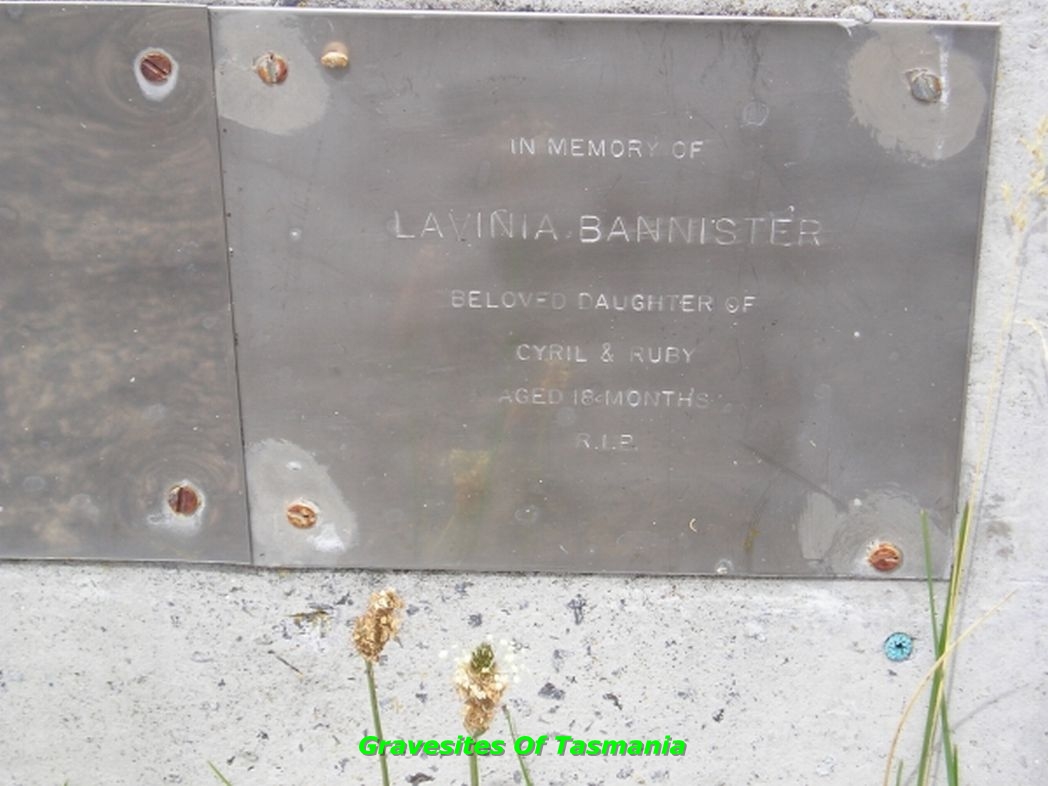 IN MEMORY OF
LAVINIA BANNISTER
BELOVED DAUGHTER OF
CYRIL & RUBY
AGED 18 MONTHS
R.I.P.
Gravesites Of Tasmania